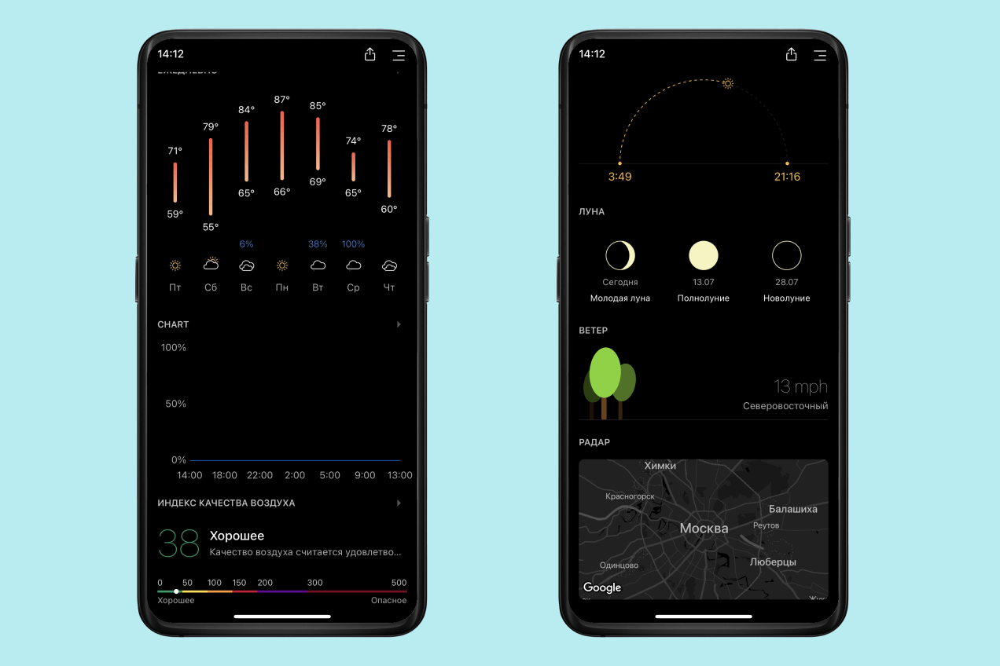 14:12
ЕЖЕДНЕВНО
87°
84° 85°
79° 74° 78°
71°
65° 66° 69° 65°
59° 60°
55°
6% 38% 100%
Пт Сб Вс Пн Вт Ср Чт
CHART
100%
50%
0%
14:00 18:00 22:00 2:00 5:00 9:00 13:00
ИНДЕКС КАЧЕСТВА ВОЗДУХА
38 Хорошее
Качество воздуха считается удовлетво...
0 50 100 150 200 300 500
Хорошее Опасное
14:12
3:49 21:16
ЛУНА
Сегодня 13.07 28.07
Молодая луна Полнолуние Новолуние
ВЕТЕР
13 mph
Северовосточный
РАДАР
Химки
Красногорск
Балашиха
Москва Реутов
Одинцово Люберцы
Google